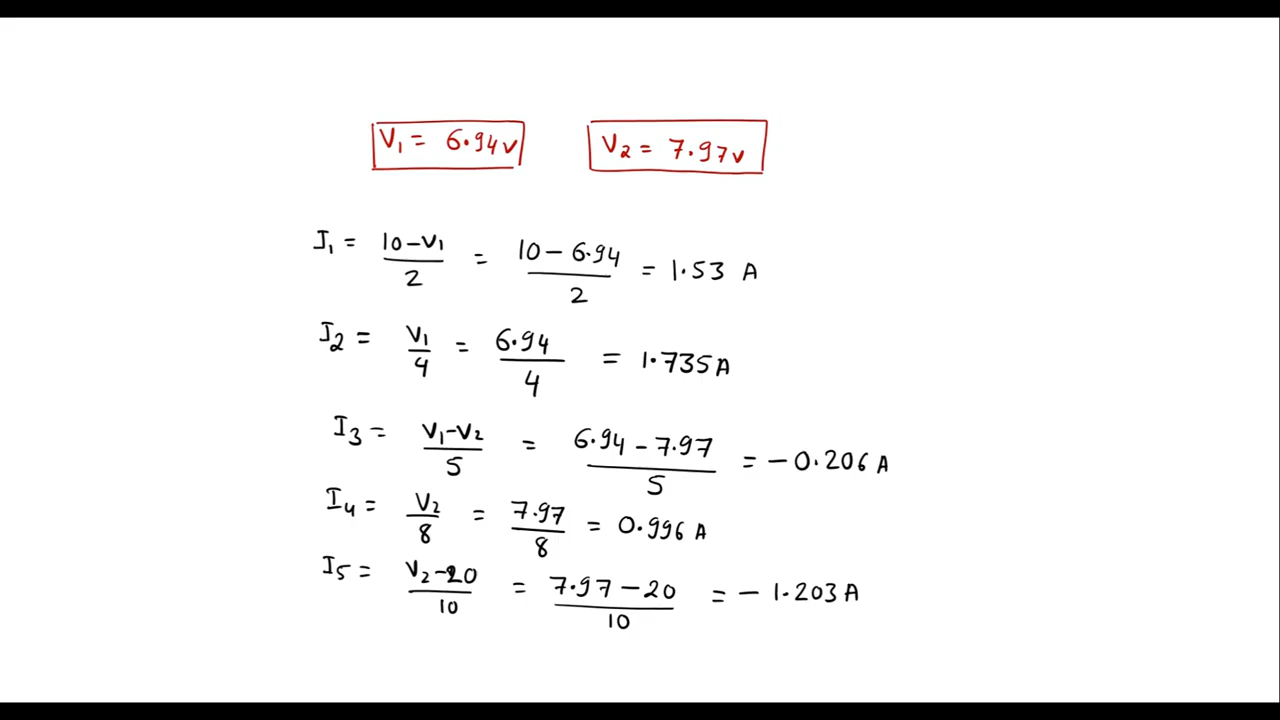 V₁ = 6.94v V₂ = 7.97v
I₁ = (10-V₁)/2 = (10-6.94)/2 = 1.53 A
I₂ = V₁/4 = 6.94/4 = 1.735A
I₃ = (V₁-V₂)/5 = (6.94-7.97)/5 = -0.206 A
I₄ = V₂/8 = 7.97/8 = 0.996 A
I₅ = (V₂-20)/10 = (7.97-20)/10 = -1.203 A